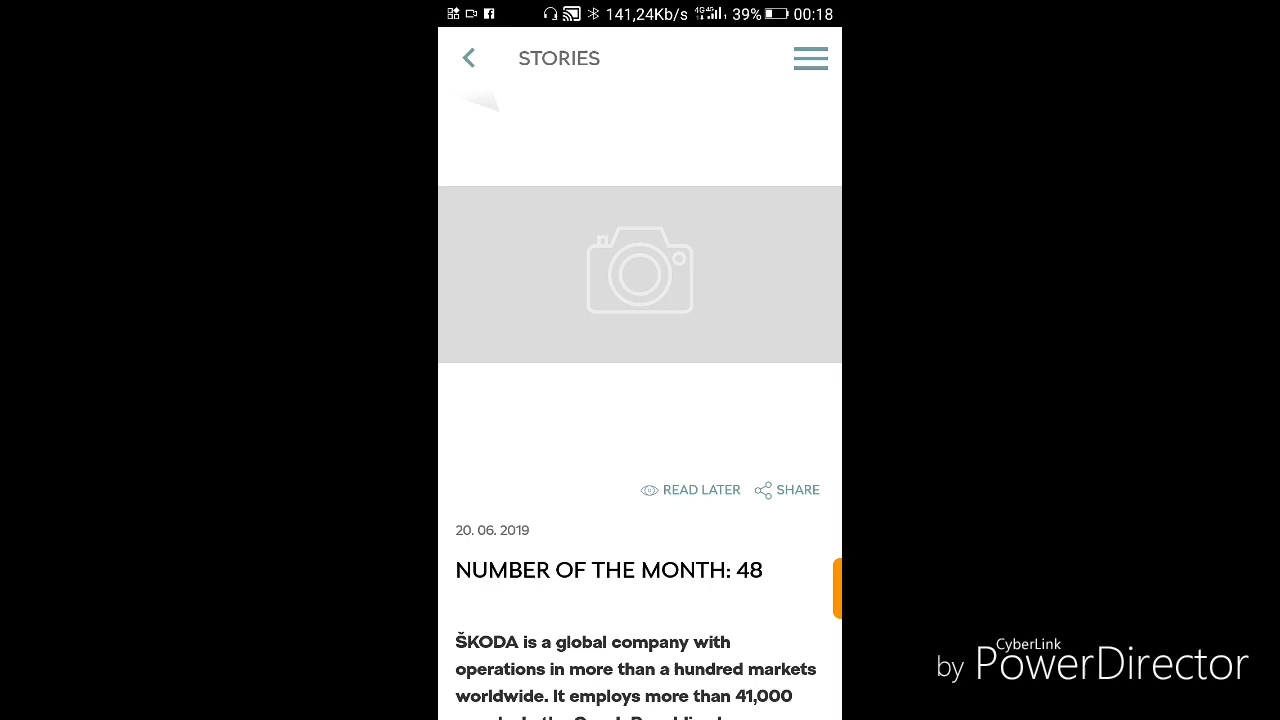 141,24Kb/s 39% 00:18
STORIES
READ LATER SHARE
20. 06. 2019
NUMBER OF THE MONTH: 48
ŠKODA is a global company with
operations in more than a hundred markets
worldwide. It employs more than 41,000
CyberLink
by PowerDirector